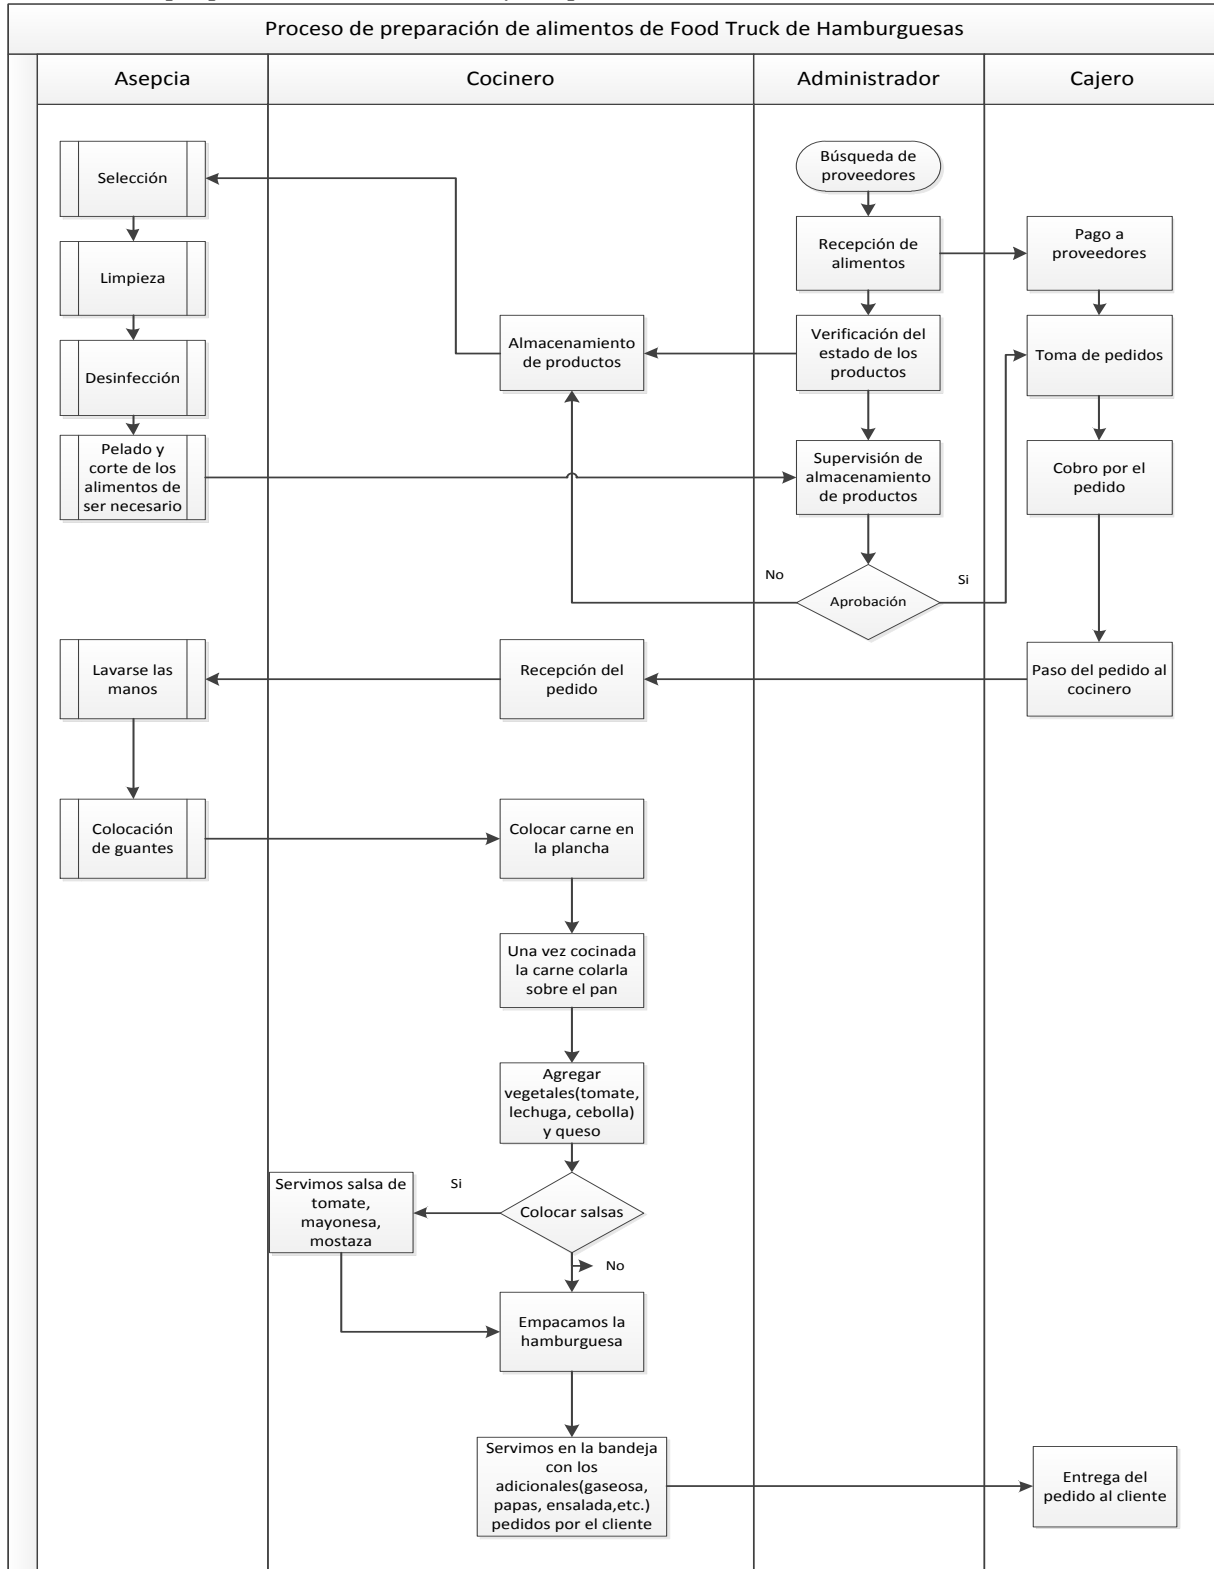 Proceso de preparación de alimentos de Food Truck de Hamburguesas
Asepcia
Cocinero
Administrador
Cajero
Búsqueda de
proveedores
Selección
Recepción de
alimentos
Pago a
proveedores
Limpieza
Almacenamiento
de productos
Verificación del
estado de los
productos
Toma de pedidos
Desinfección
Pelado y
corte de los
alimentos de
ser necesario
Supervisión de
almacenamiento
de productos
Cobro por el
pedido
No
Aprobación
Si
Lavarse las
manos
Recepción del
pedido
Paso del pedido al
cocinero
Colocación
de guantes
Colocar carne en
la plancha
Una vez cocinada
la carne colarla
sobre el pan
Agregar
vegetales(tomate,
lechuga, cebolla)
y queso
Servimos salsa de
tomate,
mayonesa,
mostaza
Si
Colocar salsas
No
Empacamos la
hamburguesa
Servimos en la bandeja
con los
adicionales(gaseosa,
papas, ensalada,etc.)
pedidos por el cliente
Entrega del
pedido al cliente